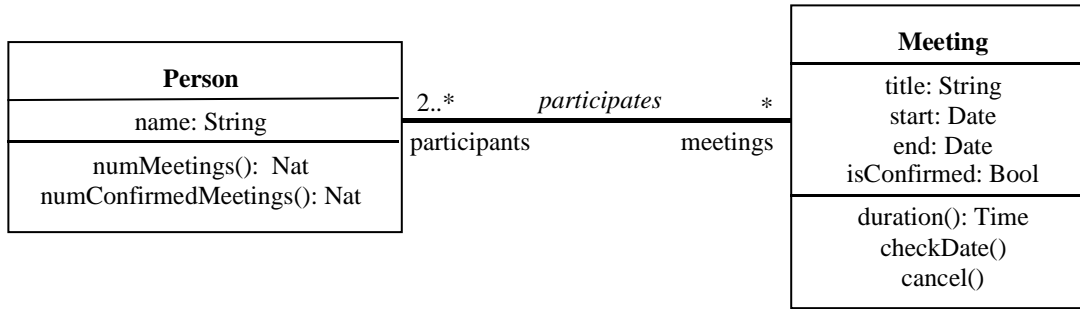 Person
name: String
numMeetings(): Nat
numConfirmedMeetings(): Nat
2..* participates *
participants meetings
Meeting
title: String
start: Date
end: Date
isConfirmed: Bool
duration(): Time
checkDate()
cancel()